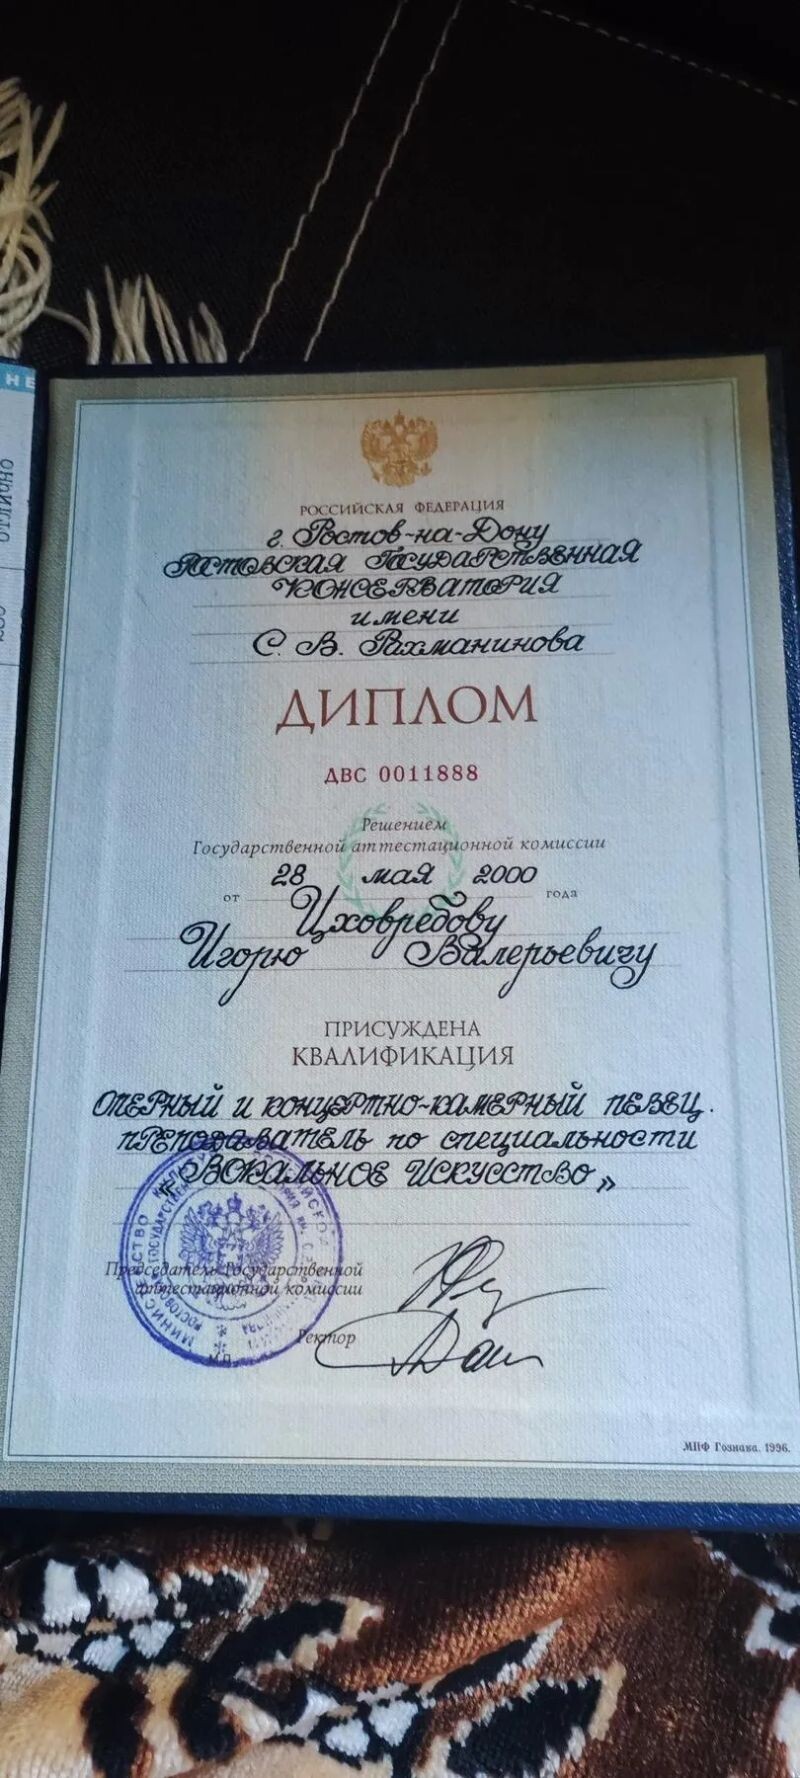 НЕ
ОТЛИЧНО
РОССИЙСКАЯ ФЕДЕРАЦИЯ
г. Ростов-на-Дону
Ростовская Государственная
консерватория
имени
С. В. Рахманинова
ДИПЛОМ
ДВС 0011888
Решением
Государственной аттестационной комиссии
от 28 мая 2000 года
Цховребову
Игорю Валерьевичу
ПРИСУЖДЕНА
КВАЛИФИКАЦИЯ
оперный и концертно-камерный певец.
преподаватель по специальности
"Вокальное искусство"
Председатель Государственной
аттестационной комиссии
Ректор
М.П.
МПФ Гознака. 1996.